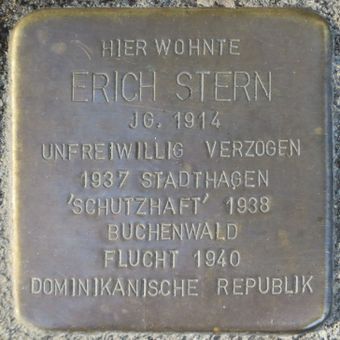 HIER WOHNTE
ERICH STERN
JG. 1914
UNFREIWILLIG VERZOGEN
1937 STADTHAGEN
'SCHUTZHAFT' 1938
BUCHENWALD
FLUCHT 1940
DOMINIKANISCHE REPUBLIK